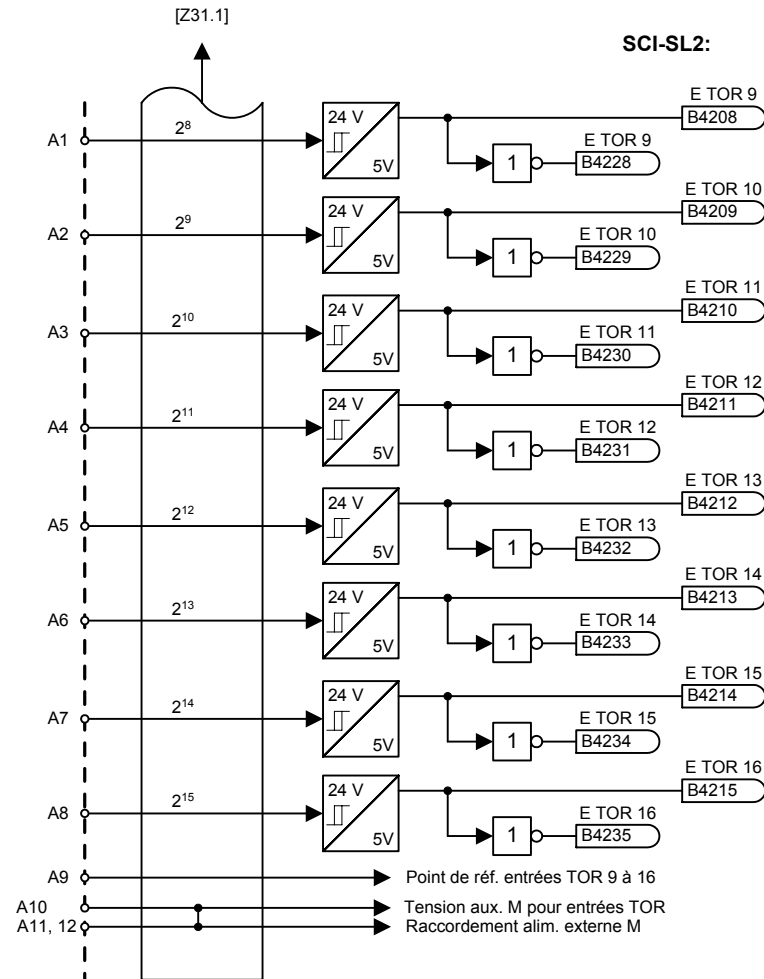 [Z31.1]
SCI-SL2:
E TOR 9
24 V
B4208
2⁸
E TOR 9
A1
1
B4228
5V
E TOR 10
24 V
B4209
2⁹
E TOR 10
A2
1
B4229
5V
E TOR 11
24 V
B4210
2¹⁰
E TOR 11
A3
1
B4230
5V
E TOR 12
24 V
B4211
2¹¹
E TOR 12
A4
1
B4231
5V
E TOR 13
24 V
B4212
2¹²
E TOR 13
A5
1
B4232
5V
E TOR 14
24 V
B4213
2¹³
E TOR 14
A6
1
B4233
5V
E TOR 15
24 V
B4214
2¹⁴
E TOR 15
A7
1
B4234
5V
E TOR 16
24 V
B4215
2¹⁵
E TOR 16
A8
1
B4235
5V
A9 Point de réf. entrées TOR 9 à 16
A10 Tension aux. M pour entrées TOR
A11, 12 Raccordement alim. externe M